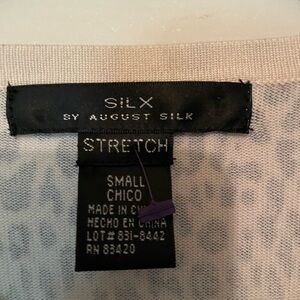 SILX
BY AUGUST SILK
STRETCH
SMALL
CHICO
MADE IN
HECHO EN CHINA
LOT# 831-8442
RN 83420